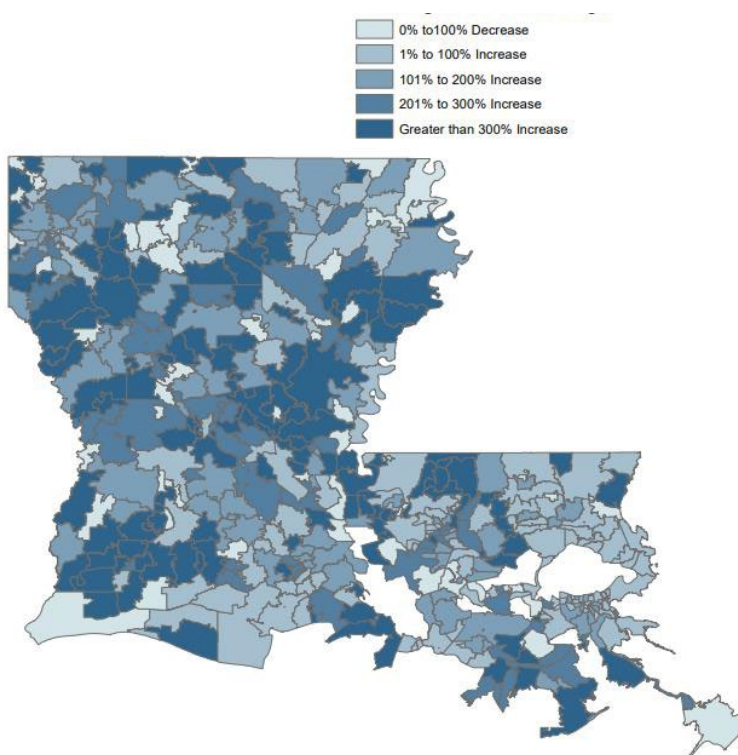 0% to100% Decrease
1% to 100% Increase
101% to 200% Increase
201% to 300% Increase
Greater than 300% Increase